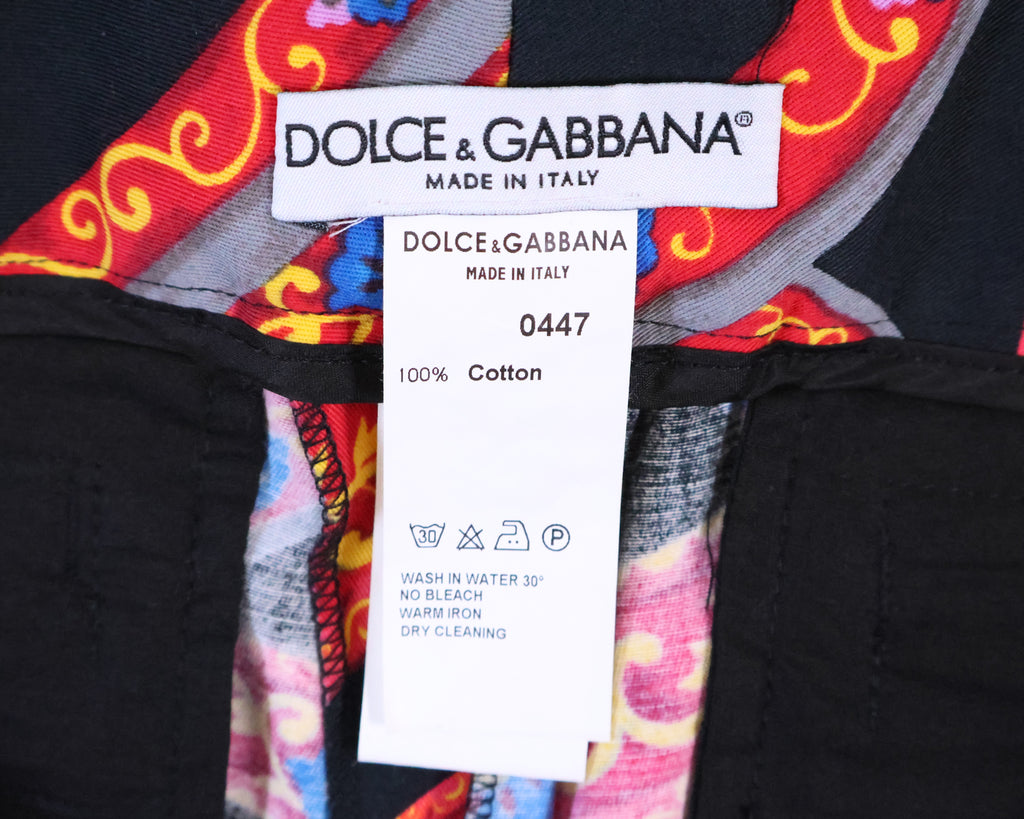 DOLCE & GABBANA®
MADE IN ITALY
DOLCE & GABBANA
MADE IN ITALY
0447
100% Cotton
30 P
WASH IN WATER 30°
NO BLEACH
WARM IRON
DRY CLEANING